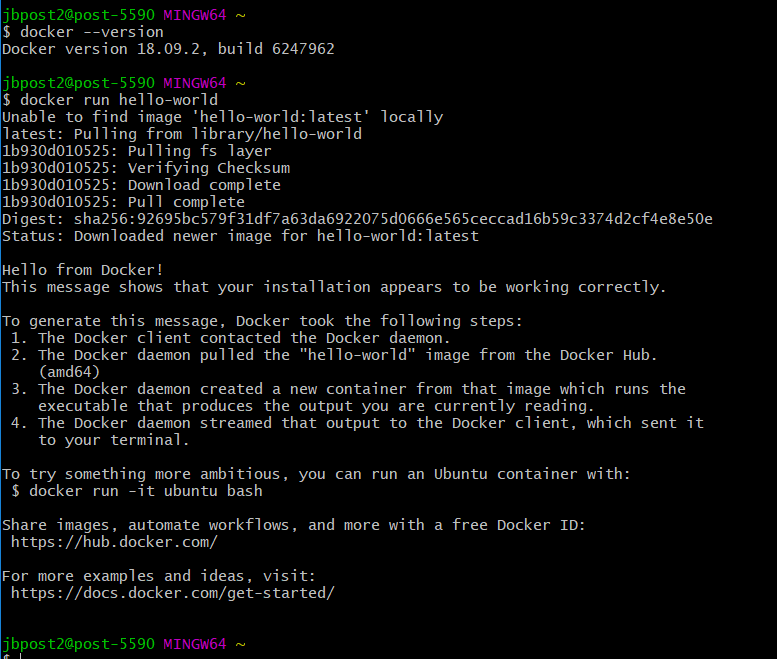 jbpost2@post-5590 MINGW64 ~
$ docker --version
Docker version 18.09.2, build 6247962

jbpost2@post-5590 MINGW64 ~
$ docker run hello-world
Unable to find image 'hello-world:latest' locally
latest: Pulling from library/hello-world
1b930d010525: Pulling fs layer
1b930d010525: Verifying Checksum
1b930d010525: Download complete
1b930d010525: Pull complete
Digest: sha256:92695bc579f31df7a63da6922075d0666e565ceccad16b59c3374d2cf4e8e50e
Status: Downloaded newer image for hello-world:latest

Hello from Docker!
This message shows that your installation appears to be working correctly.

To generate this message, Docker took the following steps:
 1. The Docker client contacted the Docker daemon.
 2. The Docker daemon pulled the "hello-world" image from the Docker Hub.
    (amd64)
 3. The Docker daemon created a new container from that image which runs the
    executable that produces the output you are currently reading.
 4. The Docker daemon streamed that output to the Docker client, which sent it
    to your terminal.

To try something more ambitious, you can run an Ubuntu container with:
 $ docker run -it ubuntu bash

Share images, automate workflows, and more with a free Docker ID:
 https://hub.docker.com/

For more examples and ideas, visit:
 https://docs.docker.com/get-started/

jbpost2@post-5590 MINGW64 ~
$